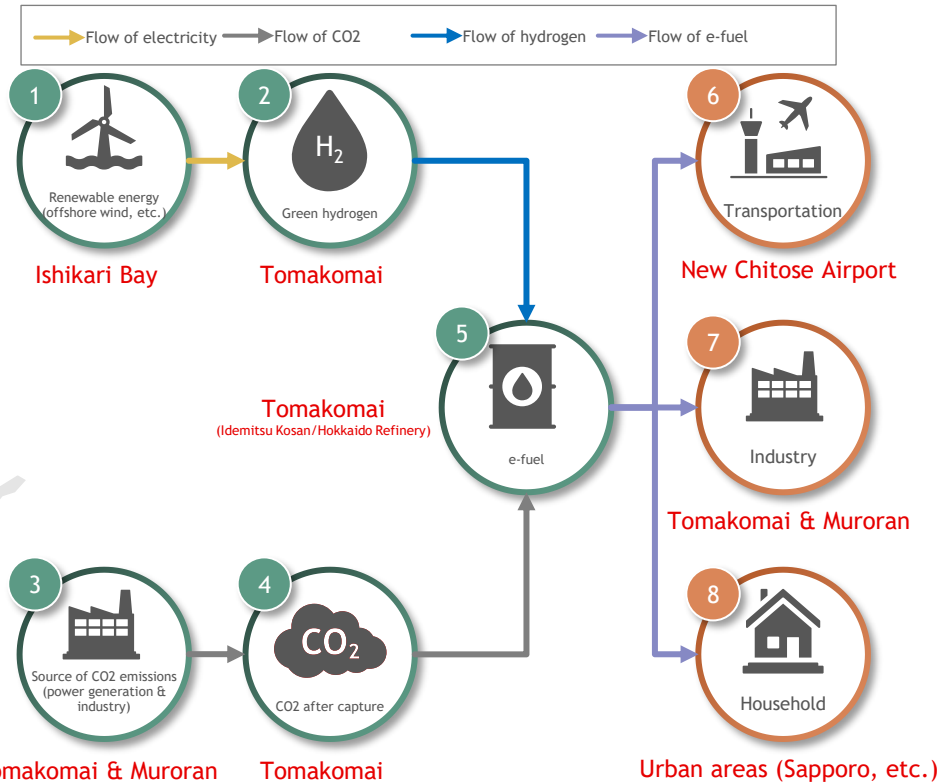 Flow of electricity
Flow of CO2
Flow of hydrogen
Flow of e-fuel
1
Renewable energy
(offshore wind, etc.)
Ishikari Bay
2
H2
Green hydrogen
Tomakomai
3
Source of CO2 emissions
(power generation &
industry)
omakomai & Muroran
4
CO2
CO2 after capture
Tomakomai
5
e-fuel
Tomakomai
(Idemitsu Kosan/Hokkaido Refinery)
6
Transportation
New Chitose Airport
7
Industry
Tomakomai & Muroran
8
Household
Urban areas (Sapporo, etc.)